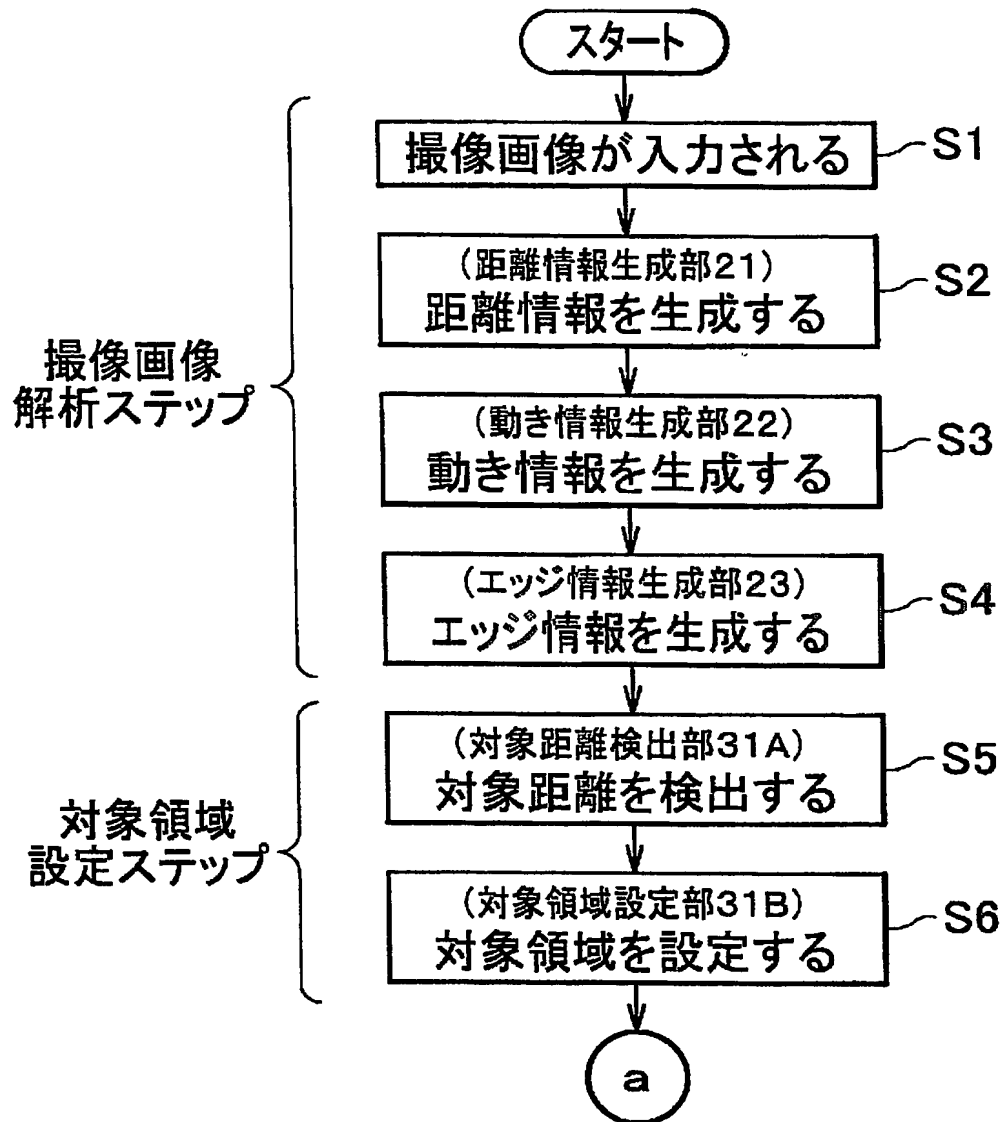 スタート
撮像画像が入力される
S1
(距離情報生成部21)
距離情報を生成する
S2
撮像画像
解析ステップ
(動き情報生成部22)
動き情報を生成する
S3
(エッジ情報生成部23)
エッジ情報を生成する
S4
(対象距離検出部31A)
対象距離を検出する
S5
対象領域
設定ステップ
(対象領域設定部31B)
対象領域を設定する
S6
a